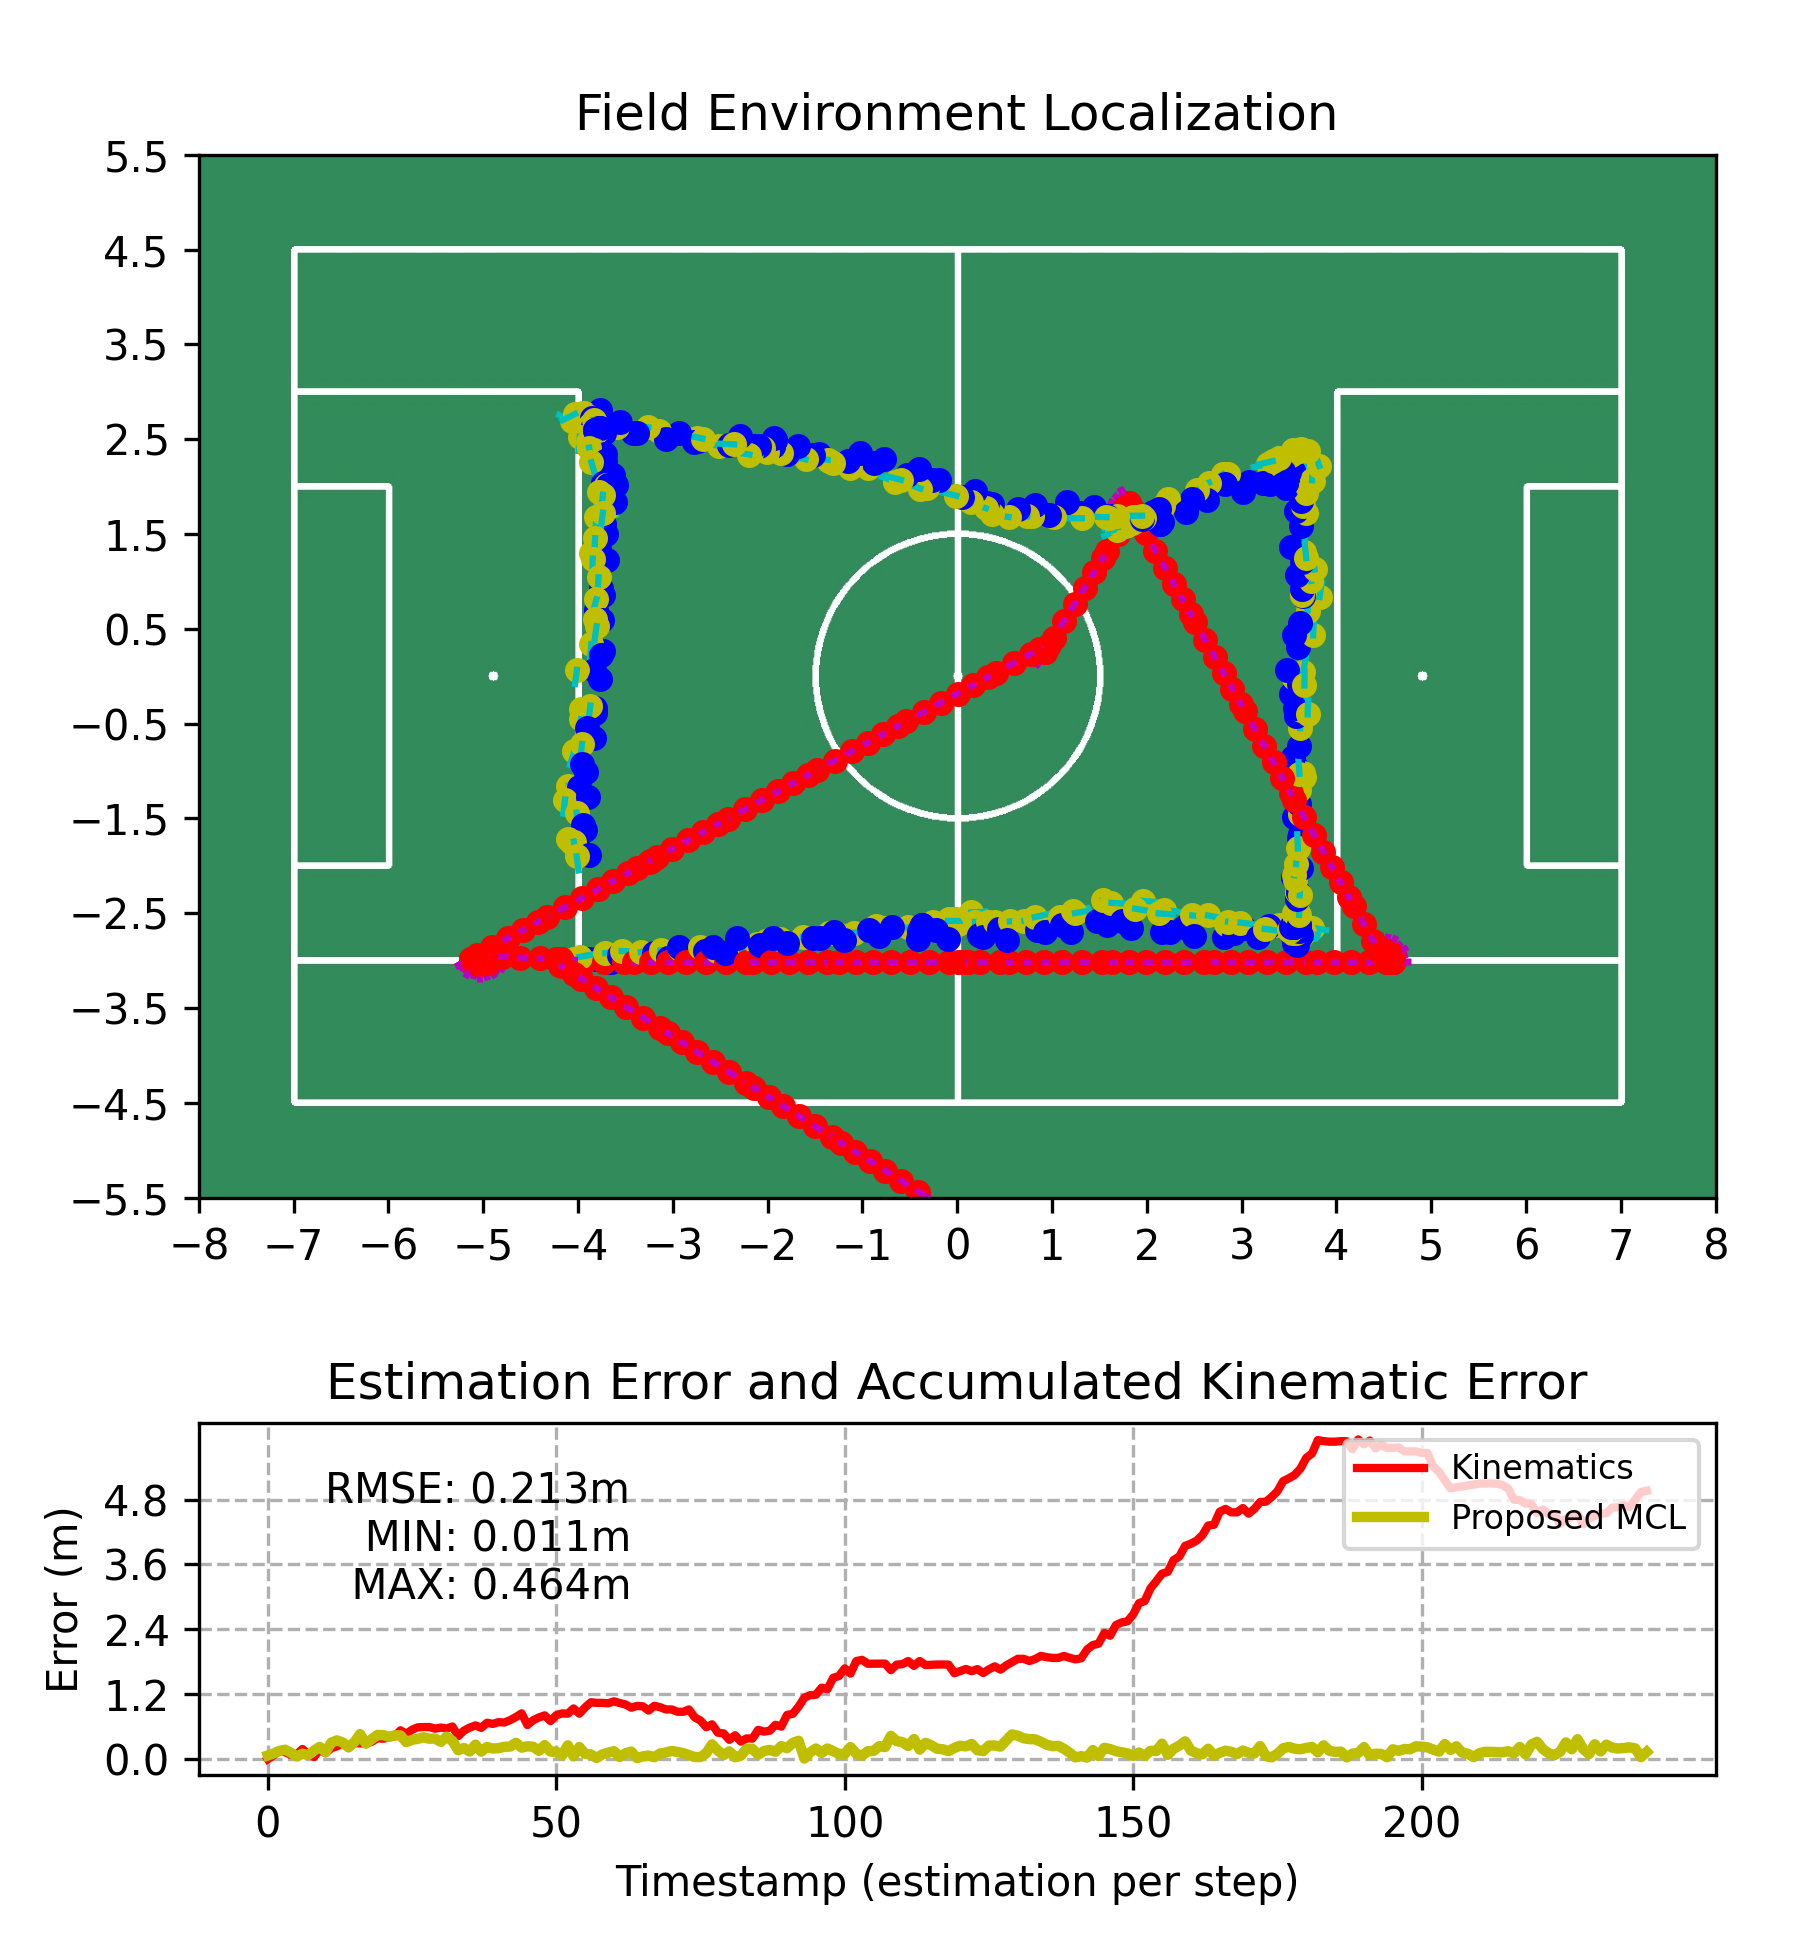 Field Environment Localization
5.5
4.5
3.5
2.5
1.5
0.5
−0.5
−1.5
−2.5
−3.5
−4.5
−5.5
−8 −7 −6 −5 −4 −3 −2 −1 0 1 2 3 4 5 6 7 8
Estimation Error and Accumulated Kinematic Error
RMSE: 0.213m
MIN: 0.011m
MAX: 0.464m
Kinematics
Proposed MCL
Error (m)
4.8
3.6
2.4
1.2
0.0
0 50 100 150 200
Timestamp (estimation per step)